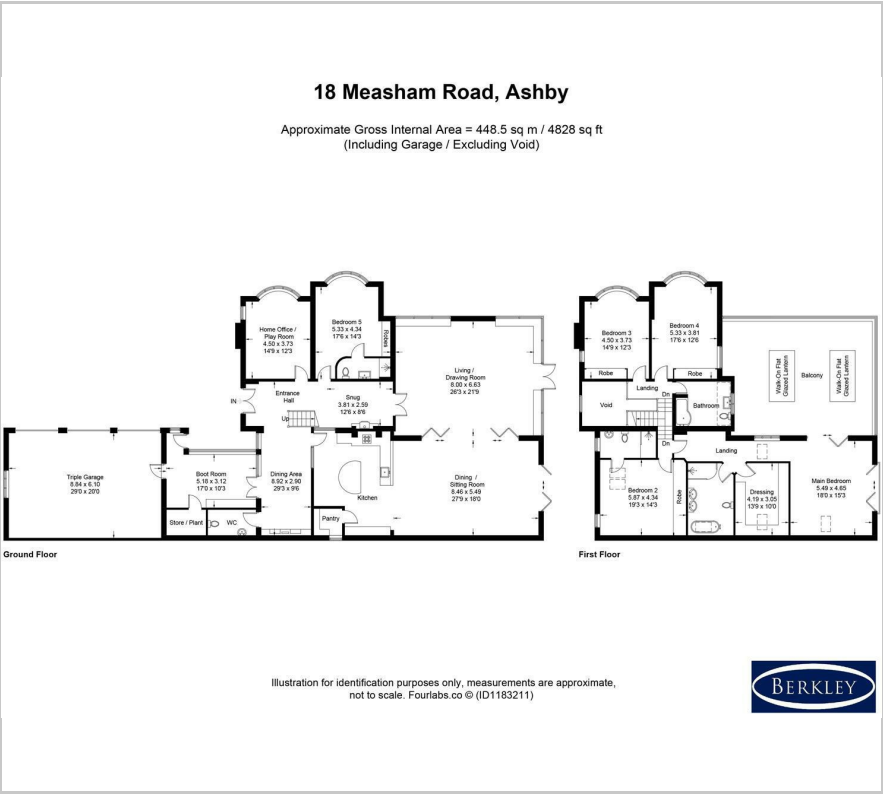 18 Measham Road, Ashby
Approximate Gross Internal Area = 448.5 sq m / 4828 sq ft
(Including Garage / Excluding Void)
Home Office /
Play Room
4.50 x 3.73
14'9 x 12'3
Bedroom 5
5.33 x 4.34
17'6 x 14'3
Robes
Living /
Drawing Room
8.00 x 6.63
26'3 x 21'9
IN
Entrance
Hall
Up
Snug
3.81 x 2.59
12'6 x 8'6
Triple Garage
8.84 x 6.10
29'0 x 20'0
Boot Room
5.18 x 3.12
17'0 x 10'3
Store / Plant
WC
Dining Area
8.92 x 2.90
29'3 x 9'6
Kitchen
Pantry
Dining /
Sitting Room
8.46 x 5.49
27'9 x 18'0
Ground Floor
Bedroom 3
4.50 x 3.73
14'9 x 12'3
Robe
Bedroom 4
5.33 x 3.81
17'6 x 12'6
Robe
Walk-On Flat
Glazed Lantern
Balcony
Walk-On Flat
Glazed Lantern
Void
Landing
Dn
Bathroom
Dn
Landing
Bedroom 2
5.87 x 4.34
19'3 x 14'3
Robe
Dressing
4.19 x 3.05
13'9 x 10'0
Main Bedroom
5.49 x 4.65
18'0 x 15'3
First Floor
Illustration for identification purposes only, measurements are approximate,
not to scale. Fourlabs.co © (ID1183211)
BERKLEY